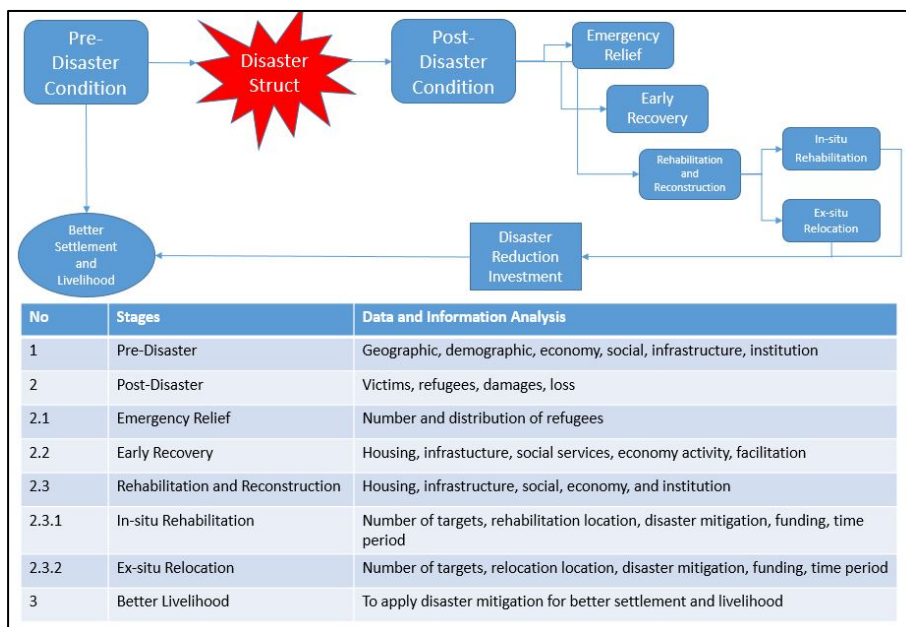 Pre-
Disaster
Condition
Disaster
Struct
Post-
Disaster
Condition
Emergency
Relief
Early
Recovery
Rehabilitation
and
Reconstruction
In-situ
Rehabilitation
Ex-situ
Relocation
Better
Settlement
and
Livelihood
Disaster
Reduction
Investment
No Stages Data and Information Analysis
1 Pre-Disaster Geographic, demographic, economy, social, infrastructure, institution
2 Post-Disaster Victims, refugees, damages, loss
2.1 Emergency Relief Number and distribution of refugees
2.2 Early Recovery Housing, infrastucture, social services, economy activity, facilitation
2.3 Rehabilitation and Reconstruction Housing, infrastructure, social, economy, and institution
2.3.1 In-situ Rehabilitation Number of targets, rehabilitation location, disaster mitigation, funding, time
period
2.3.2 Ex-situ Relocation Number of targets, relocation location, disaster mitigation, funding, time period
3 Better Livelihood To apply disaster mitigation for better settlement and livelihood